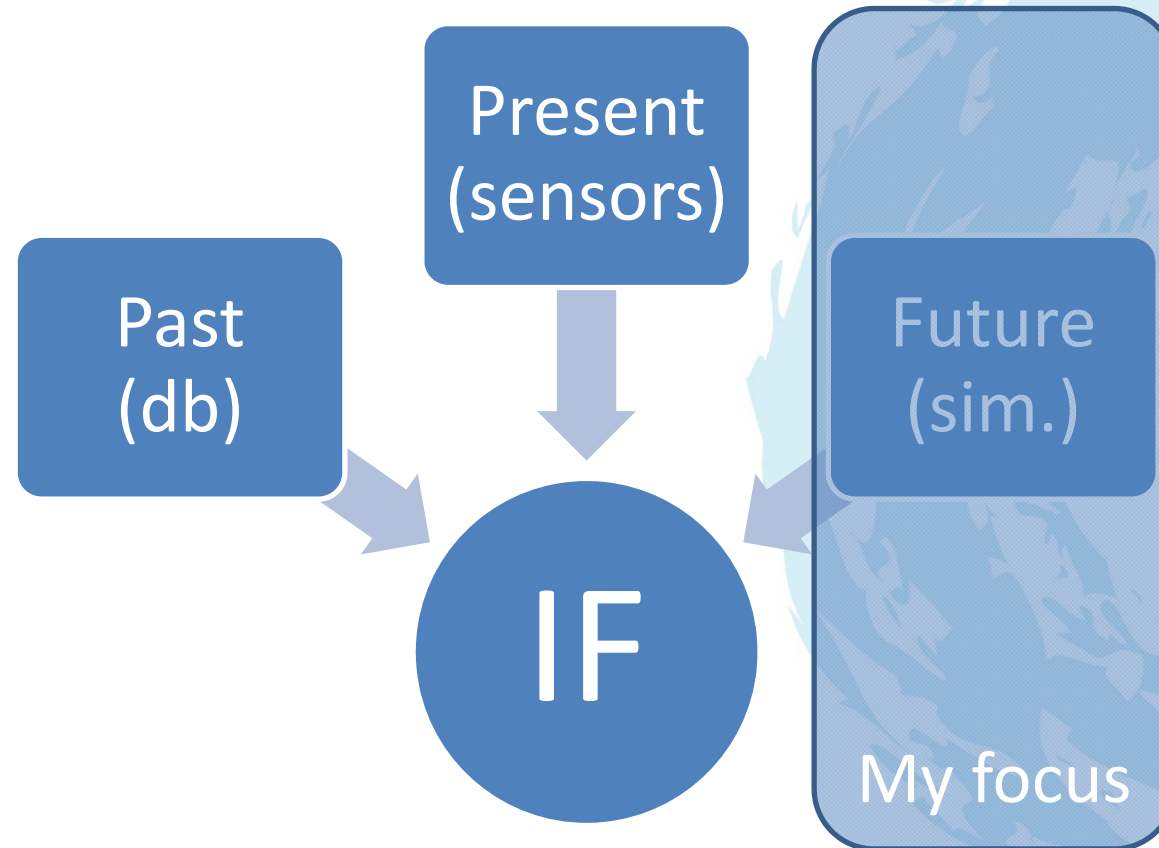 Present
(sensors)
Past
(db)
Future
(sim.)
IF
My focus